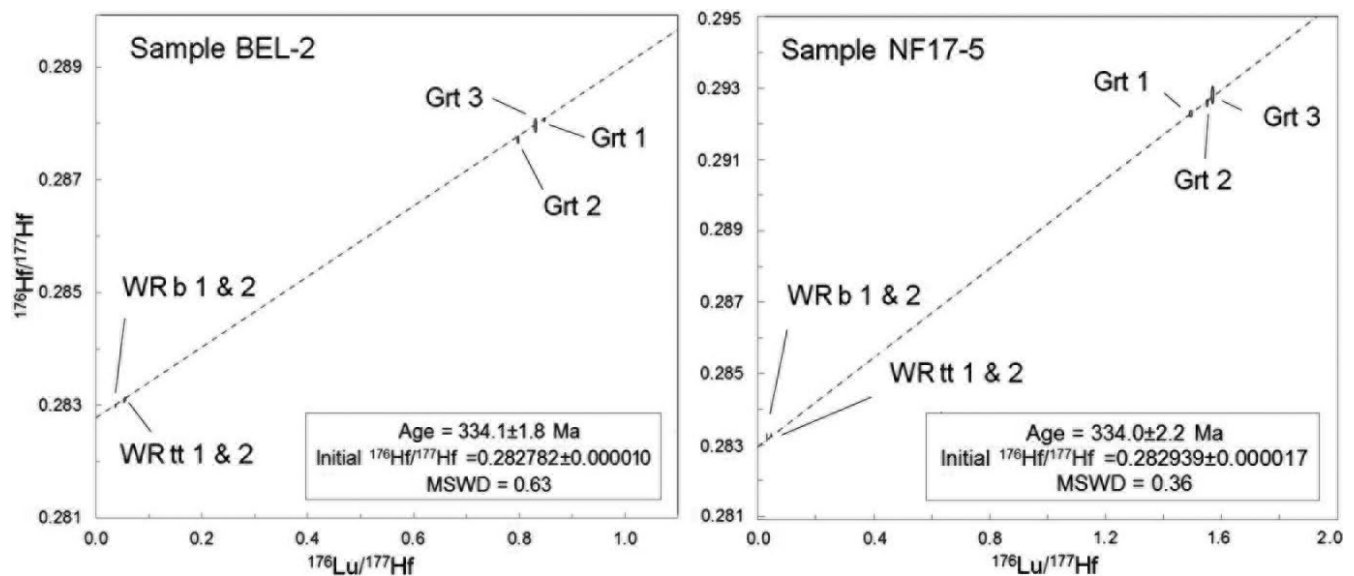 Sample BEL-2
0.289
0.287
0.285
0.283
0.281
¹⁷⁶Hf/¹⁷⁷Hf
Grt 3
Grt 1
Grt 2
WR b 1 & 2
WR tt 1 & 2
Age = 334.1±1.8 Ma
Initial ¹⁷⁶Hf/¹⁷⁷Hf =0.282782±0.000010
MSWD = 0.63
0.0 0.2 0.4 0.6 0.8 1.0
¹⁷⁶Lu/¹⁷⁷Hf
Sample NF17-5
0.295
0.293
0.291
0.289
0.287
0.285
0.283
0.281
Grt 1
Grt 3
Grt 2
WR b 1 & 2
WR tt 1 & 2
Age = 334.0±2.2 Ma
Initial ¹⁷⁶Hf/¹⁷⁷Hf =0.282939±0.000017
MSWD = 0.36
0.0 0.4 0.8 1.2 1.6 2.0
¹⁷⁶Lu/¹⁷⁷Hf